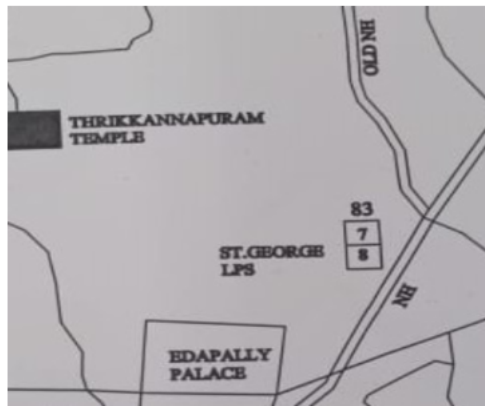 OLD NH
THRIKKANNAPURAM
TEMPLE
83
7
ST.GEORGE
LPS
8
NH
EDAPALLY
PALACE